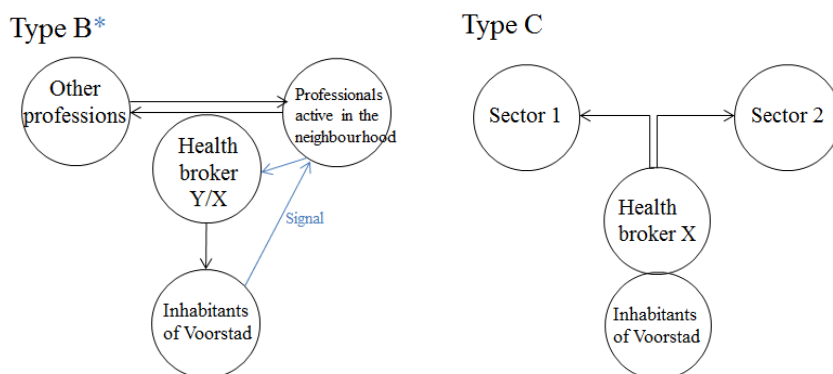 Type B*
Other
professions
Professionals
active in the
neighbourhood
Health
broker
Y/X
Signal
Inhabitants
of Voorstad
Type C
Sector 1
Sector 2
Health
broker X
Inhabitants
of Voorstad